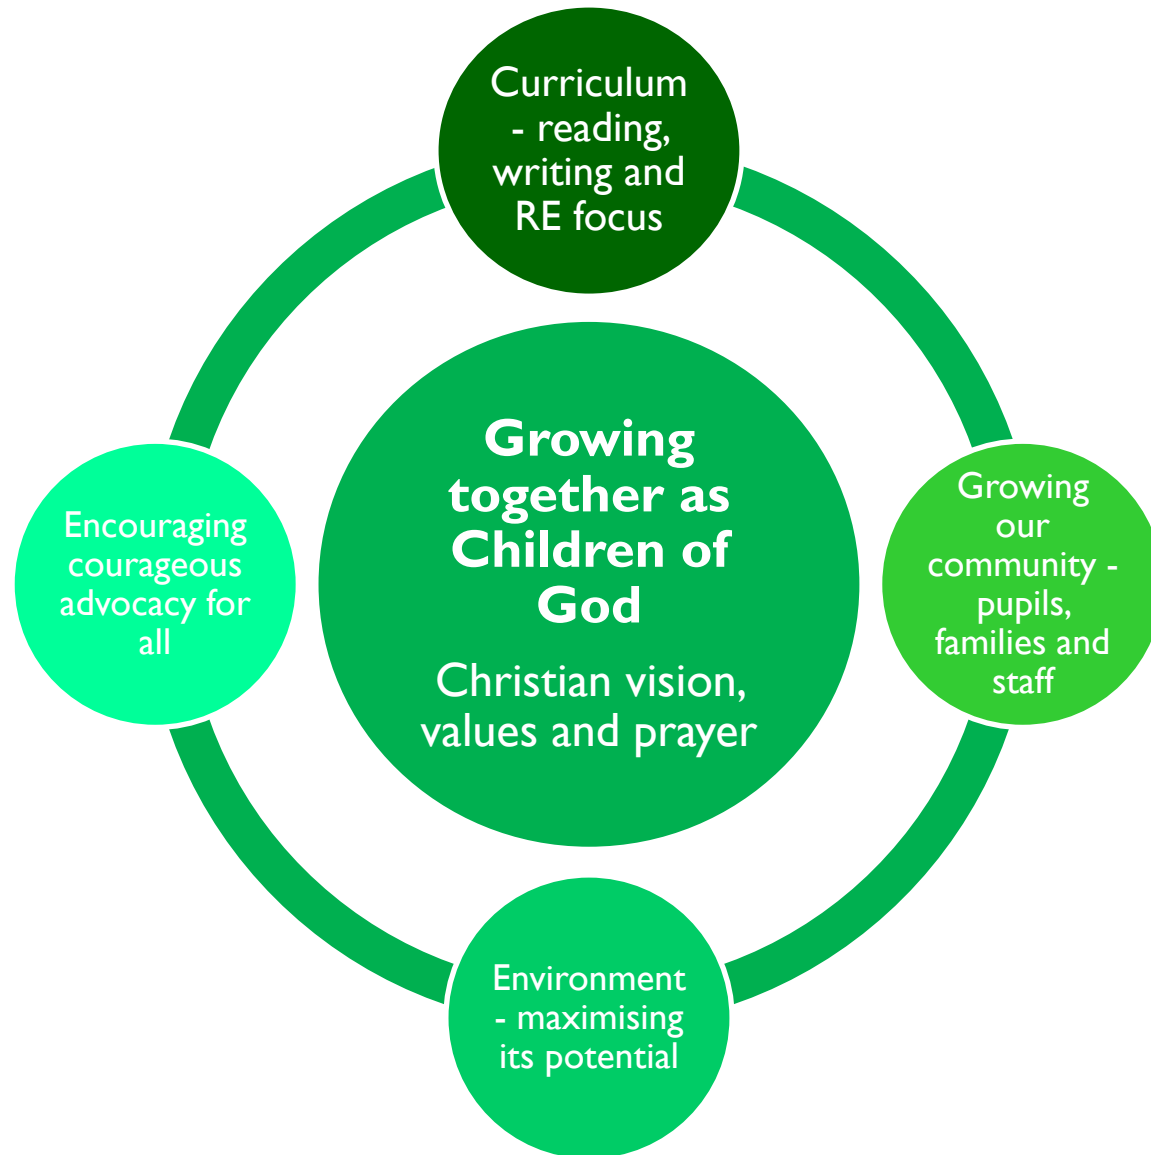 Curriculum
- reading,
writing and
RE focus
Growing
together as
Children of
God
Christian vision,
values and prayer
Encouraging
courageous
advocacy for
all
Growing
our
community -
pupils,
families and
staff
Environment
- maximising
its potential